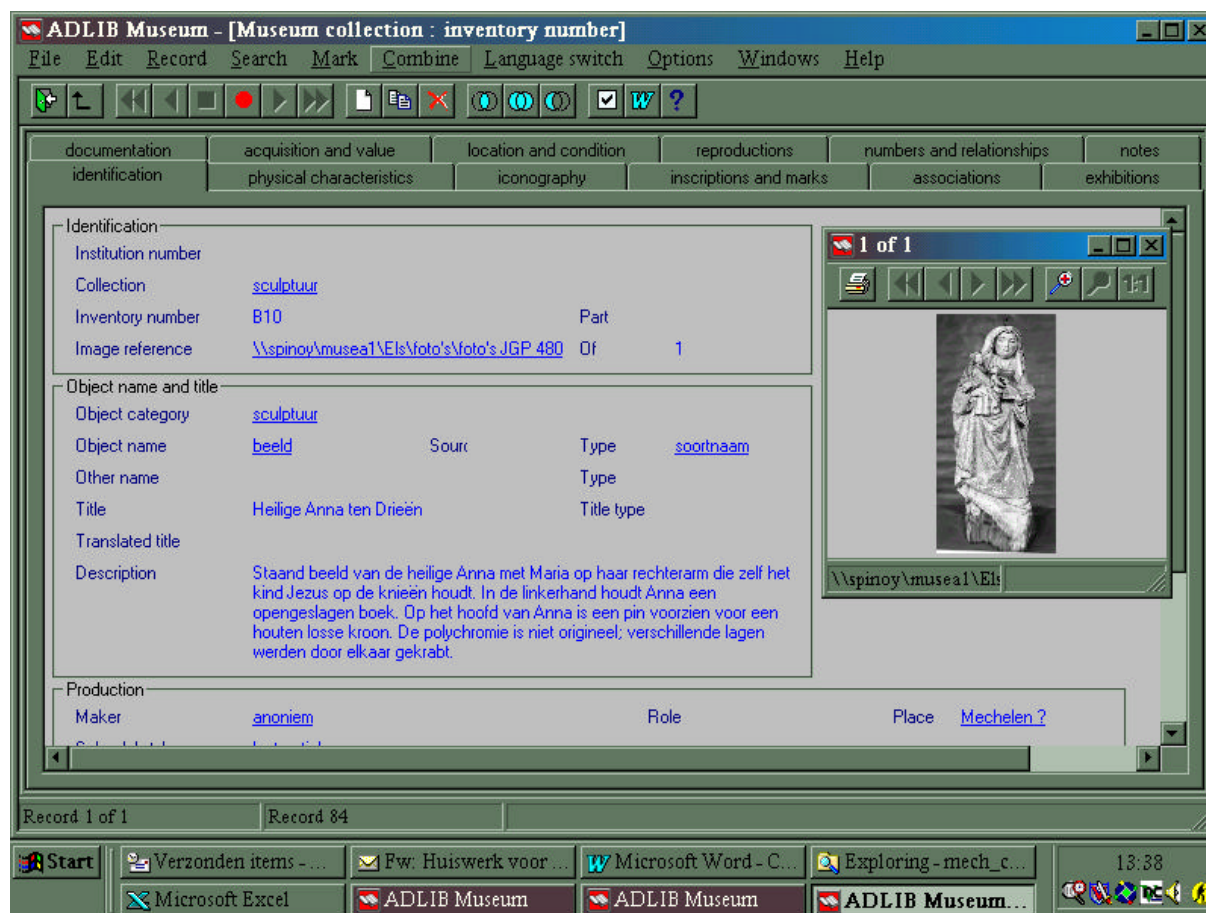 ADLIB Museum - [Museum collection : inventory number]
File Edit Record Search Mark Combine Language switch Options Windows Help
documentation acquisition and value location and condition reproductions numbers and relationships notes
identification physical characteristics iconography inscriptions and marks associations exhibitions
Identification
Institution number
Collection sculptuur
Inventory number B10 Part
Image reference \\spinoy\musea1\Els\foto's\foto's JGP 480 Of 1
Object name and title
Object category sculptuur
Object name beeld Sourc Type soortnaam
Other name Type
Title Heilige Anna ten Drieën Title type
Translated title
Description Staand beeld van de heilige Anna met Maria op haar rechterarm die zelf het
kind Jezus op de knieën houdt. In de linkerhand houdt Anna een
opengeslagen boek. Op het hoofd van Anna is een pin voorzien voor een
houten losse kroon. De polychromie is niet origineel; verschillende lagen
werden door elkaar gekrabt.
1 of 1
1:1
\\spinoy\musea1\Els
Production
Maker anoniem Role Place Mechelen ?
Record 1 of 1 Record 84
Start Verzonden items - ... Fw: Huiswerk voor ... Microsoft Word - C... Exploring - mech_c... 13:38
Microsoft Excel ADLIB Museum ADLIB Museum ADLIB Museum...